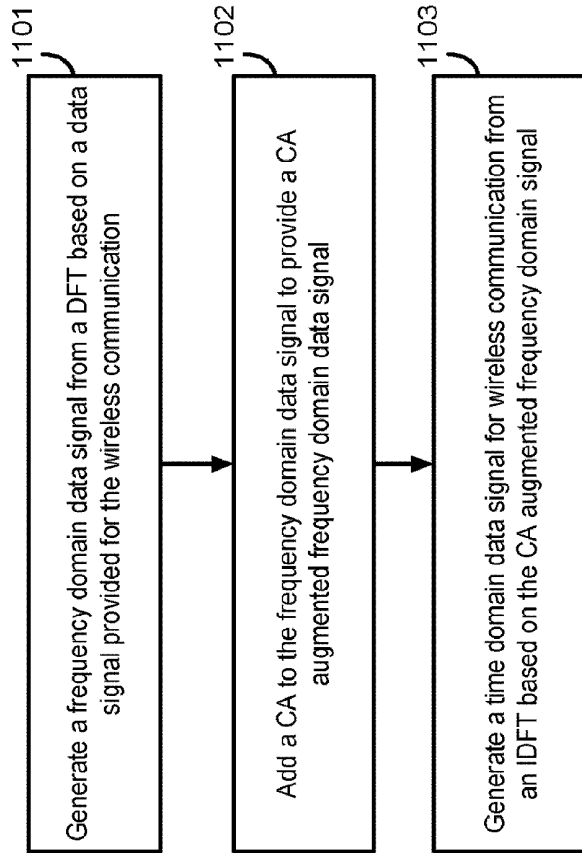 1101
Generate a frequency domain data signal from a DFT based on a data
signal provided for the wireless communication
1102
Add a CA to the frequency domain data signal to provide a CA
augmented frequency domain data signal
1103
Generate a time domain data signal for wireless communication from
an IDFT based on the CA augmented frequency domain signal